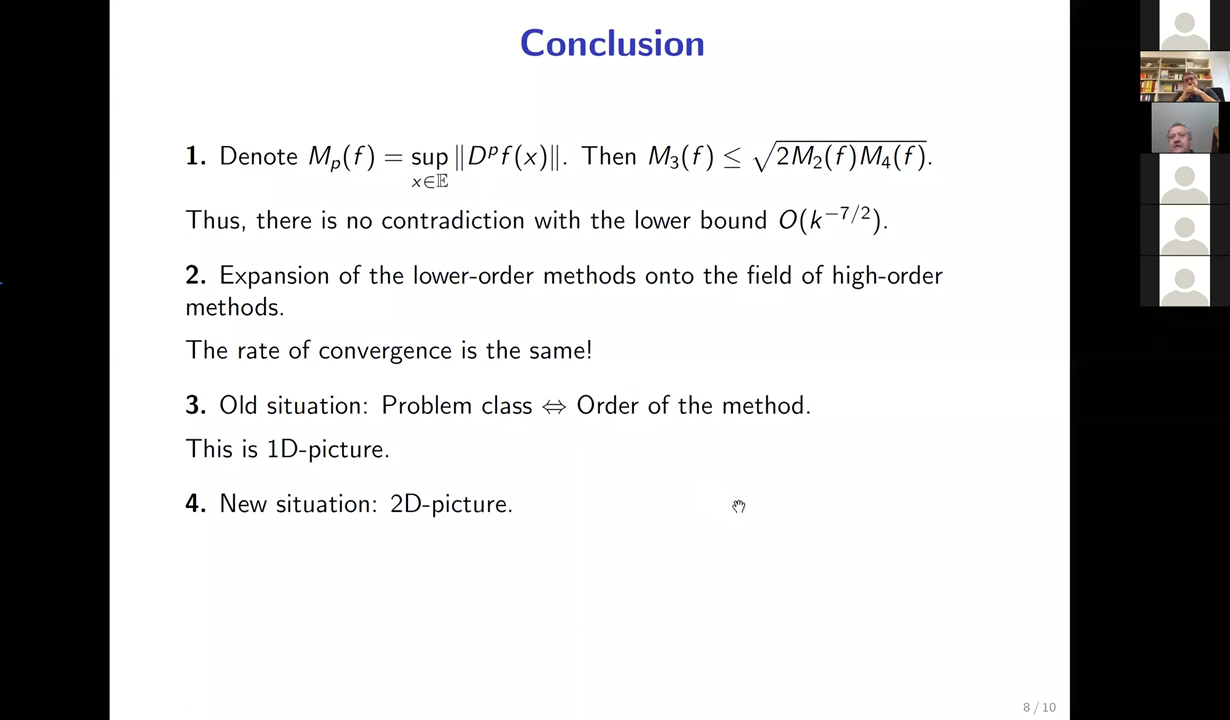 Conclusion
1. Denote M_p(f) = sup_{x∈𝔼} ‖D^p f(x)‖. Then M_3(f) ≤ √(2M_2(f)M_4(f)).
Thus, there is no contradiction with the lower bound O(k^{−7/2}).
2. Expansion of the lower-order methods onto the field of high-order
methods.
The rate of convergence is the same!
3. Old situation: Problem class ⇔ Order of the method.
This is 1D-picture.
4. New situation: 2D-picture.
8 / 10